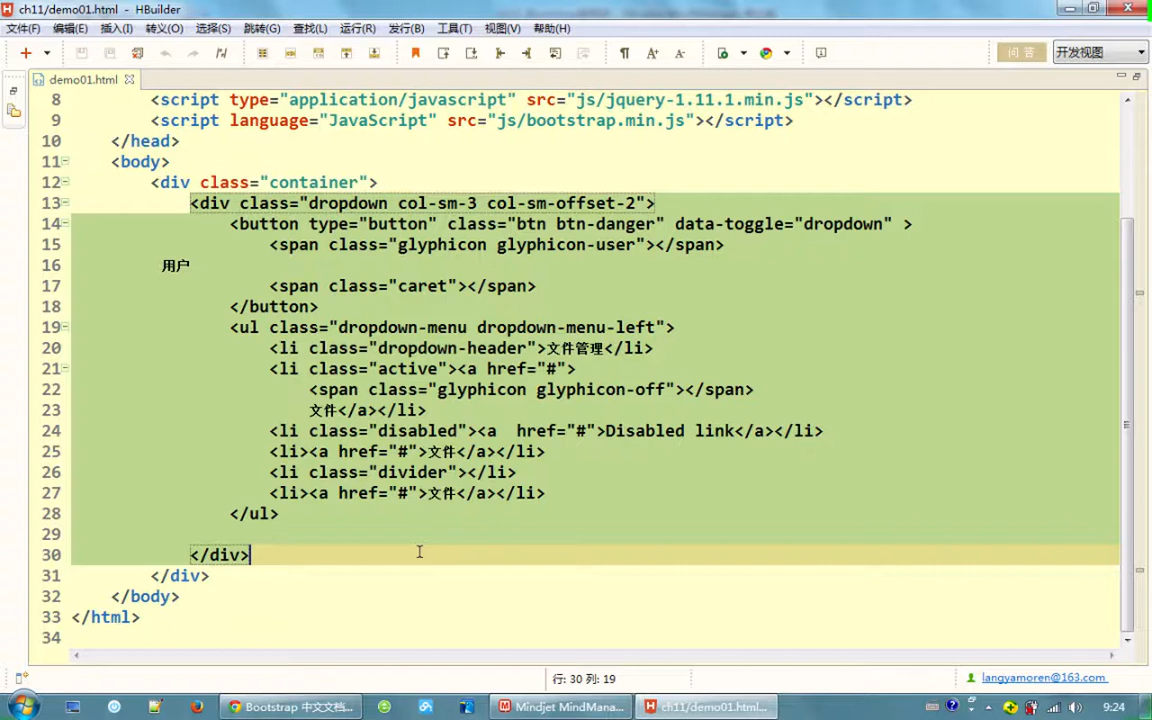 ch11/demo01.html - HBuilder
文件(F) 编辑(E) 插入(I) 转义(O) 选择(S) 跳转(G) 查找(L) 运行(R) 发行(B) 工具(T) 视图(V) 帮助(H)
问答 开发视图
demo01.html
8 <script type="application/javascript" src="js/jquery-1.11.1.min.js"></script>
9 <script language="JavaScript" src="js/bootstrap.min.js"></script>
10 </head>
11 <body>
12 <div class="container">
13 <div class="dropdown col-sm-3 col-sm-offset-2">
14 <button type="button" class="btn btn-danger" data-toggle="dropdown" >
15 <span class="glyphicon glyphicon-user"></span>
16 用户
17 <span class="caret"></span>
18 </button>
19 <ul class="dropdown-menu dropdown-menu-left">
20 <li class="dropdown-header">文件管理</li>
21 <li class="active"><a href="#">
22 <span class="glyphicon glyphicon-off"></span>
23 文件</a></li>
24 <li class="disabled"><a  href="#">Disabled link</a></li>
25 <li><a href="#">文件</a></li>
26 <li class="divider"></li>
27 <li><a href="#">文件</a></li>
28 </ul>
29
30 </div>
31 </div>
32 </body>
33 </html>
34
行: 30 列: 19
langyamoren@163.com
Bootstrap 中文文档... Mindjet MindMana... ch11/demo01.html... 9:24